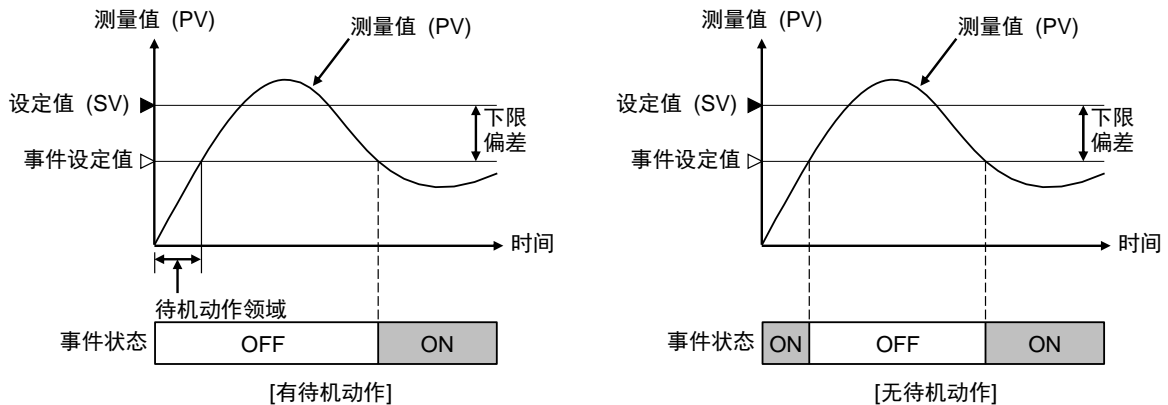 测量值 (PV)
测量值 (PV)
设定值 (SV)
下限
偏差
事件设定值
时间
待机动作领域
事件状态
OFF
ON
[有待机动作]
测量值 (PV)
测量值 (PV)
设定值 (SV)
下限
偏差
事件设定值
时间
事件状态
ON
OFF
ON
[无待机动作]